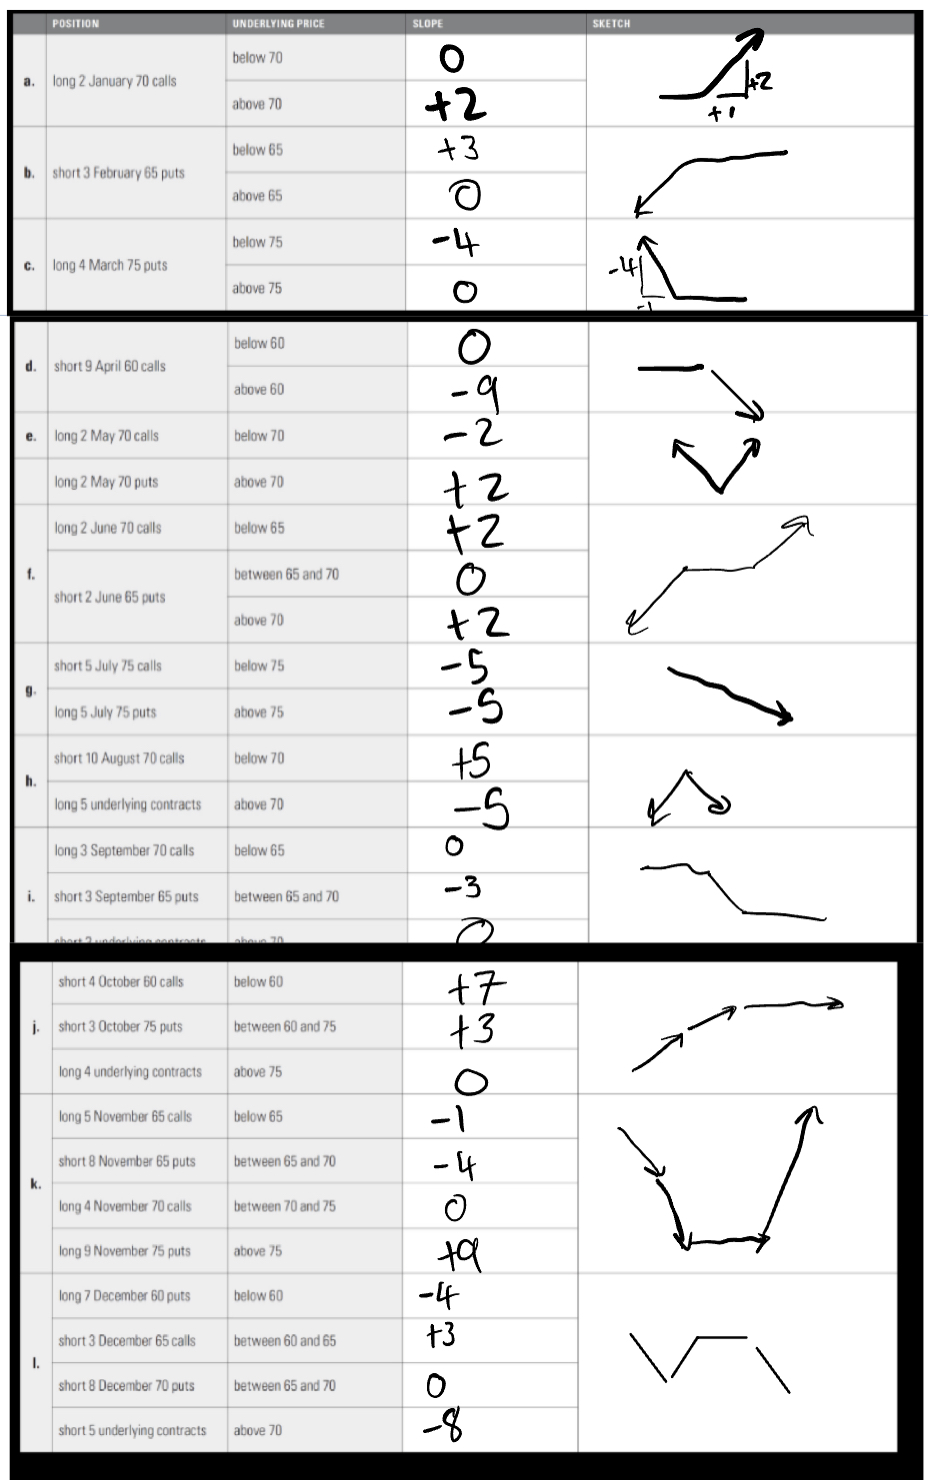 POSITION UNDERLYING PRICE SLOPE SKETCH
a. long 2 January 70 calls
below 70 0
above 70 +2
+2
+1
b. short 3 February 65 puts
below 65 +3
above 65 0
c. long 4 March 75 puts
below 75 -4
above 75 0
-4
-1
d. short 9 April 60 calls
below 60 0
above 60 -9
e. long 2 May 70 calls below 70 -2
long 2 May 70 puts above 70 +2
f.
long 2 June 70 calls below 65 +2
short 2 June 65 puts
between 65 and 70 0
above 70 +2
g.
short 5 July 75 calls below 75 -5
long 5 July 75 puts above 75 -5
h.
short 10 August 70 calls below 70 +5
long 5 underlying contracts above 70 -5
long 3 September 70 calls below 65 0
i. short 3 September 65 puts between 65 and 70 -3
short 3 underlying contracts above 70 0
short 4 October 60 calls below 60 +7
j. short 3 October 75 puts between 60 and 75 +3
long 4 underlying contracts above 75 0
k.
long 5 November 65 calls below 65 -1
short 8 November 65 puts between 65 and 70 -4
long 4 November 70 calls between 70 and 75 0
long 9 November 75 puts above 75 +9
l.
long 7 December 60 puts below 60 -4
short 3 December 65 calls between 60 and 65 +3
short 8 December 70 puts between 65 and 70 0
short 5 underlying contracts above 70 -8